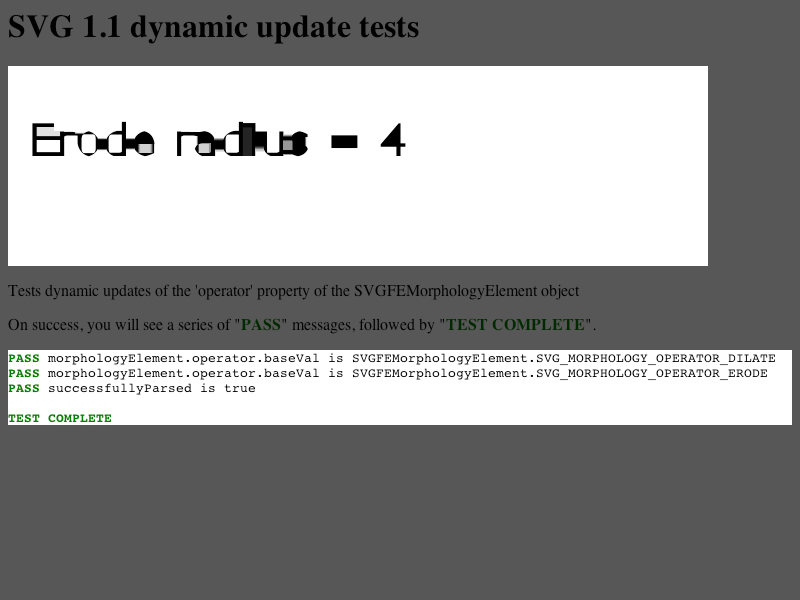 SVG 1.1 dynamic update tests
Erode radius = 4
Tests dynamic updates of the 'operator' property of the SVGFEMorphologyElement object
On success, you will see a series of "PASS" messages, followed by "TEST COMPLETE".
PASS morphologyElement.operator.baseVal is SVGFEMorphologyElement.SVG_MORPHOLOGY_OPERATOR_DILATE
PASS morphologyElement.operator.baseVal is SVGFEMorphologyElement.SVG_MORPHOLOGY_OPERATOR_ERODE
PASS successfullyParsed is true
TEST COMPLETE